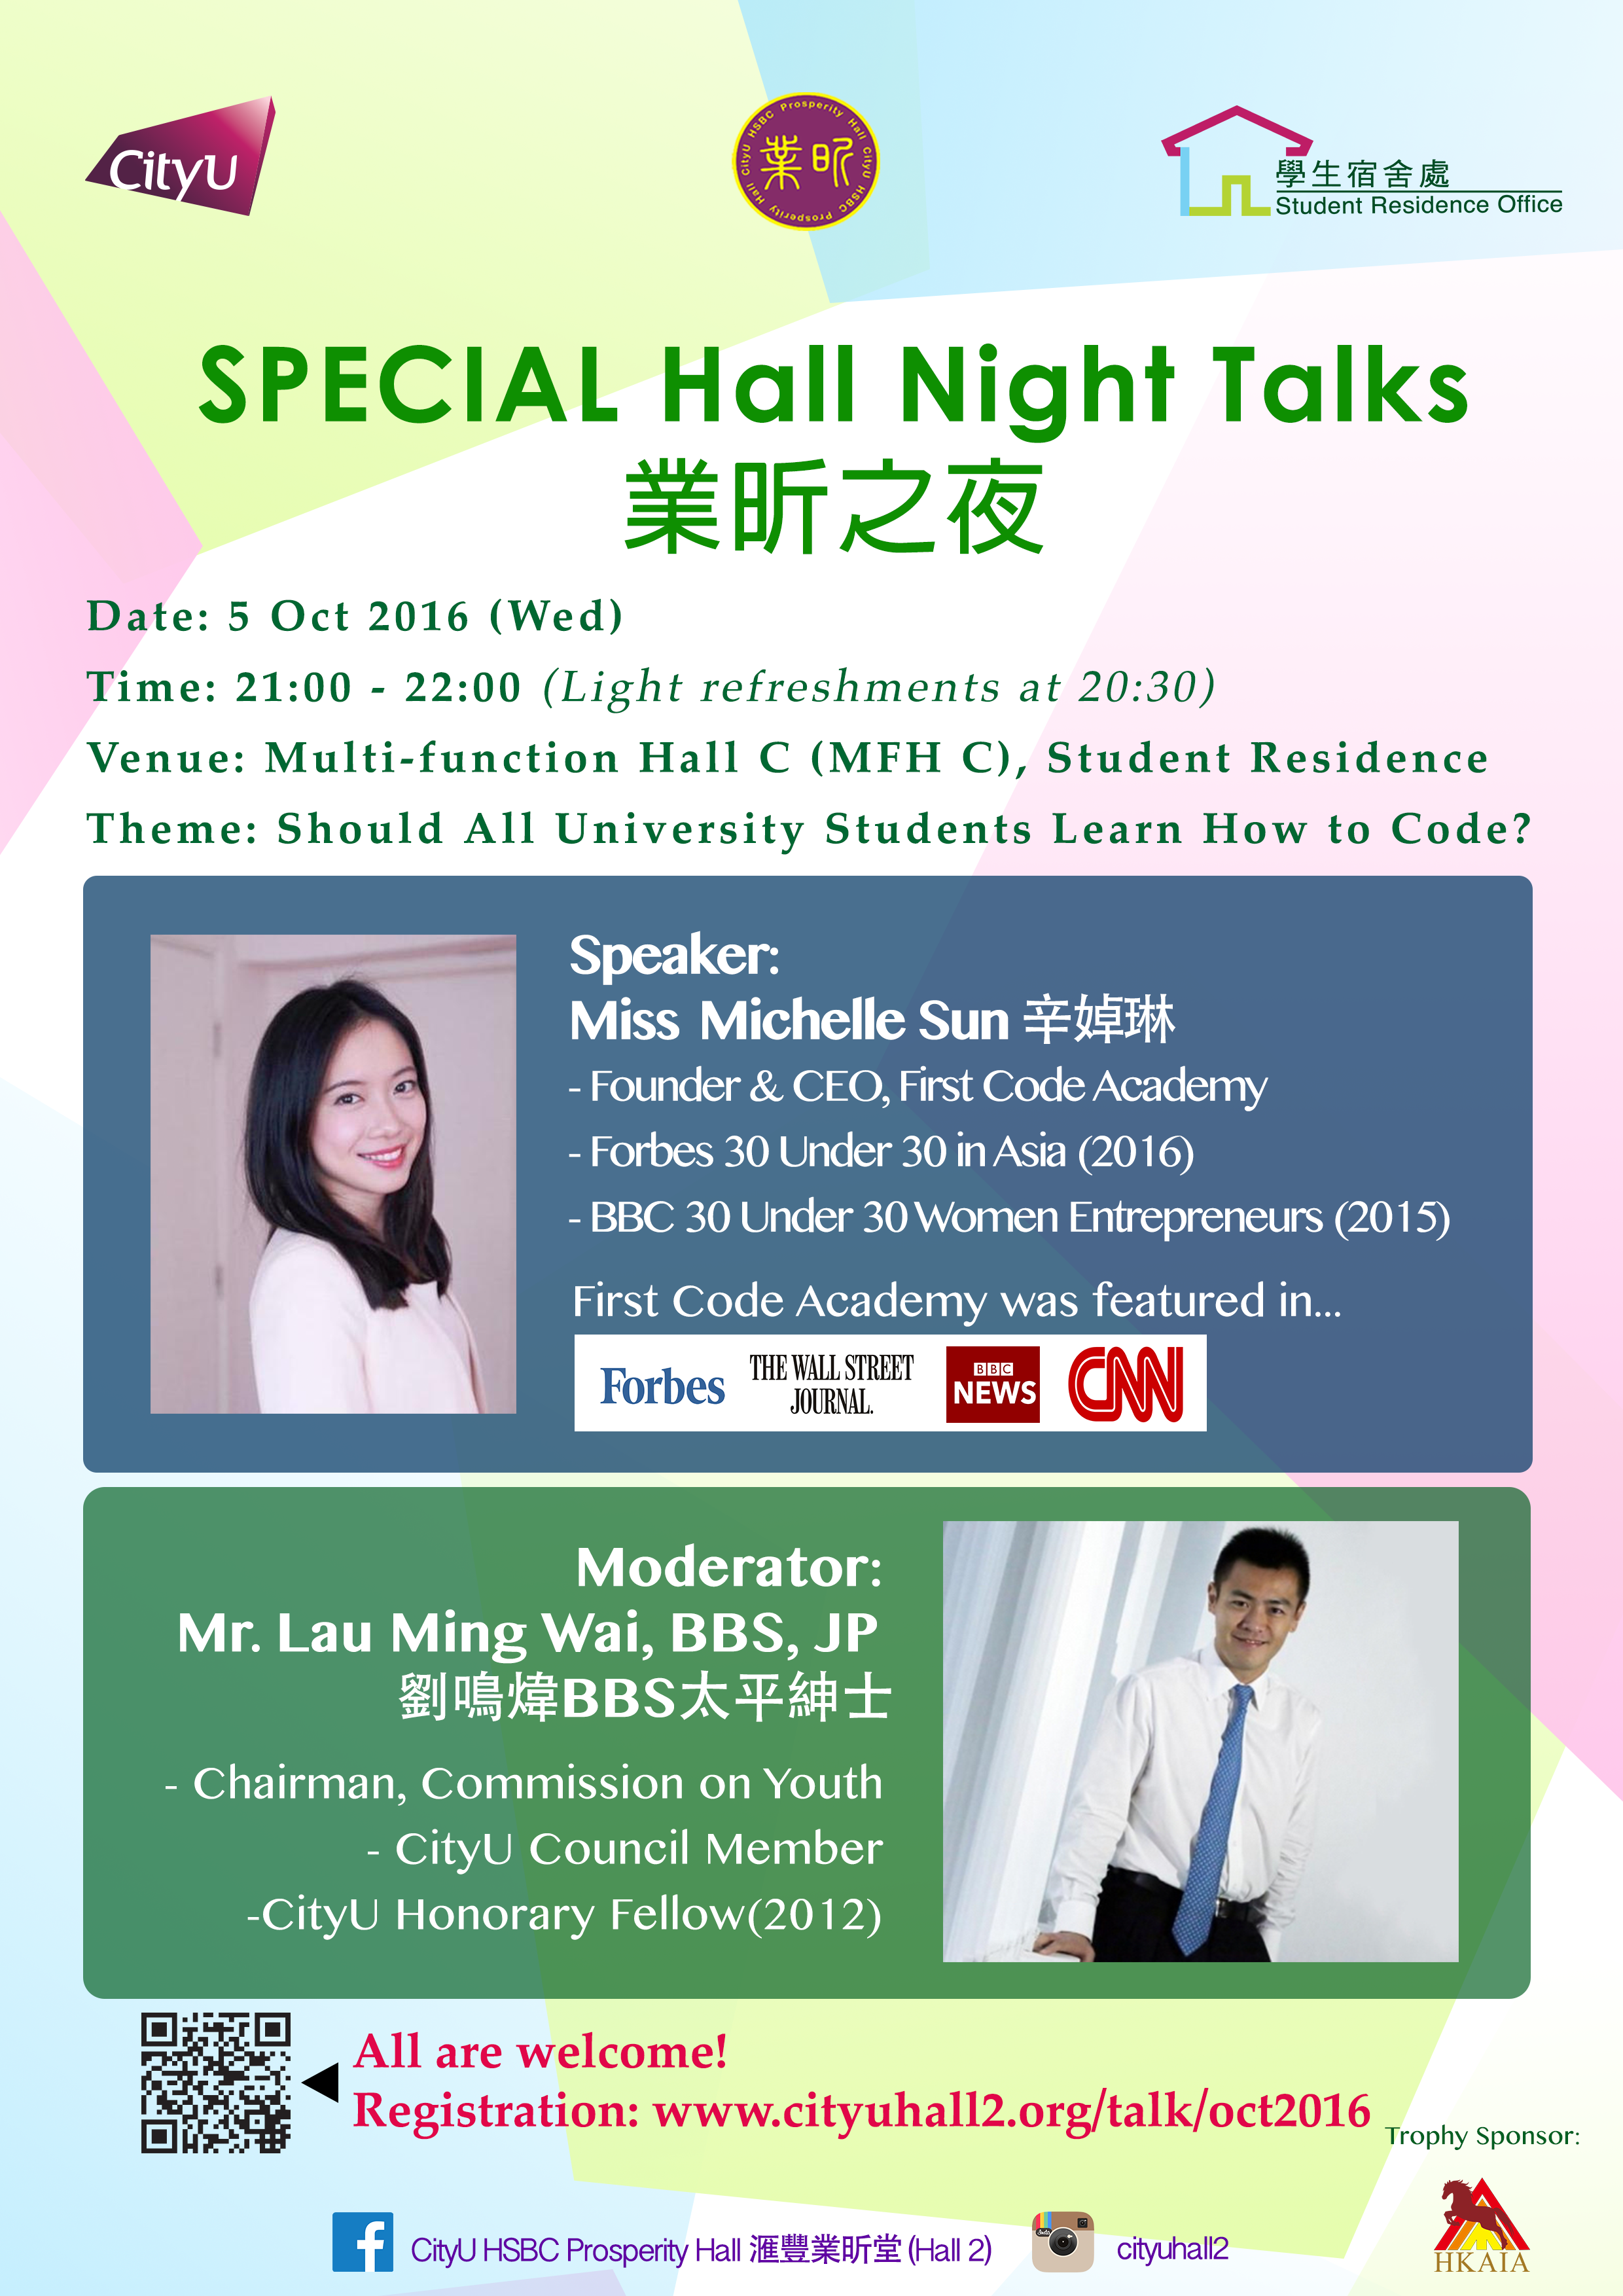 CityU
CityU HSBC Prosperity Hall CityU HSBC Prosperity Hall
業昕
學生宿舍處
Student Residence Office
SPECIAL Hall Night Talks
業昕之夜
Date: 5 Oct 2016 (Wed)
Time: 21:00 - 22:00 (Light refreshments at 20:30)
Venue: Multi-function Hall C (MFH C), Student Residence
Theme: Should All University Students Learn How to Code?
Speaker:
Miss Michelle Sun 辛婥琳
- Founder & CEO, First Code Academy
- Forbes 30 Under 30 in Asia (2016)
- BBC 30 Under 30 Women Entrepreneurs (2015)
First Code Academy was featured in...
Forbes
THE WALL STREET
JOURNAL.
BBC
NEWS
CNN
Moderator:
Mr. Lau Ming Wai, BBS, JP
劉鳴煒BBS太平紳士
- Chairman, Commission on Youth
- CityU Council Member
-CityU Honorary Fellow(2012)
All are welcome!
Registration: www.cityuhall2.org/talk/oct2016
Trophy Sponsor:
HKAIA
CityU HSBC Prosperity Hall 滙豐業昕堂 (Hall 2)
Insta
cityuhall2